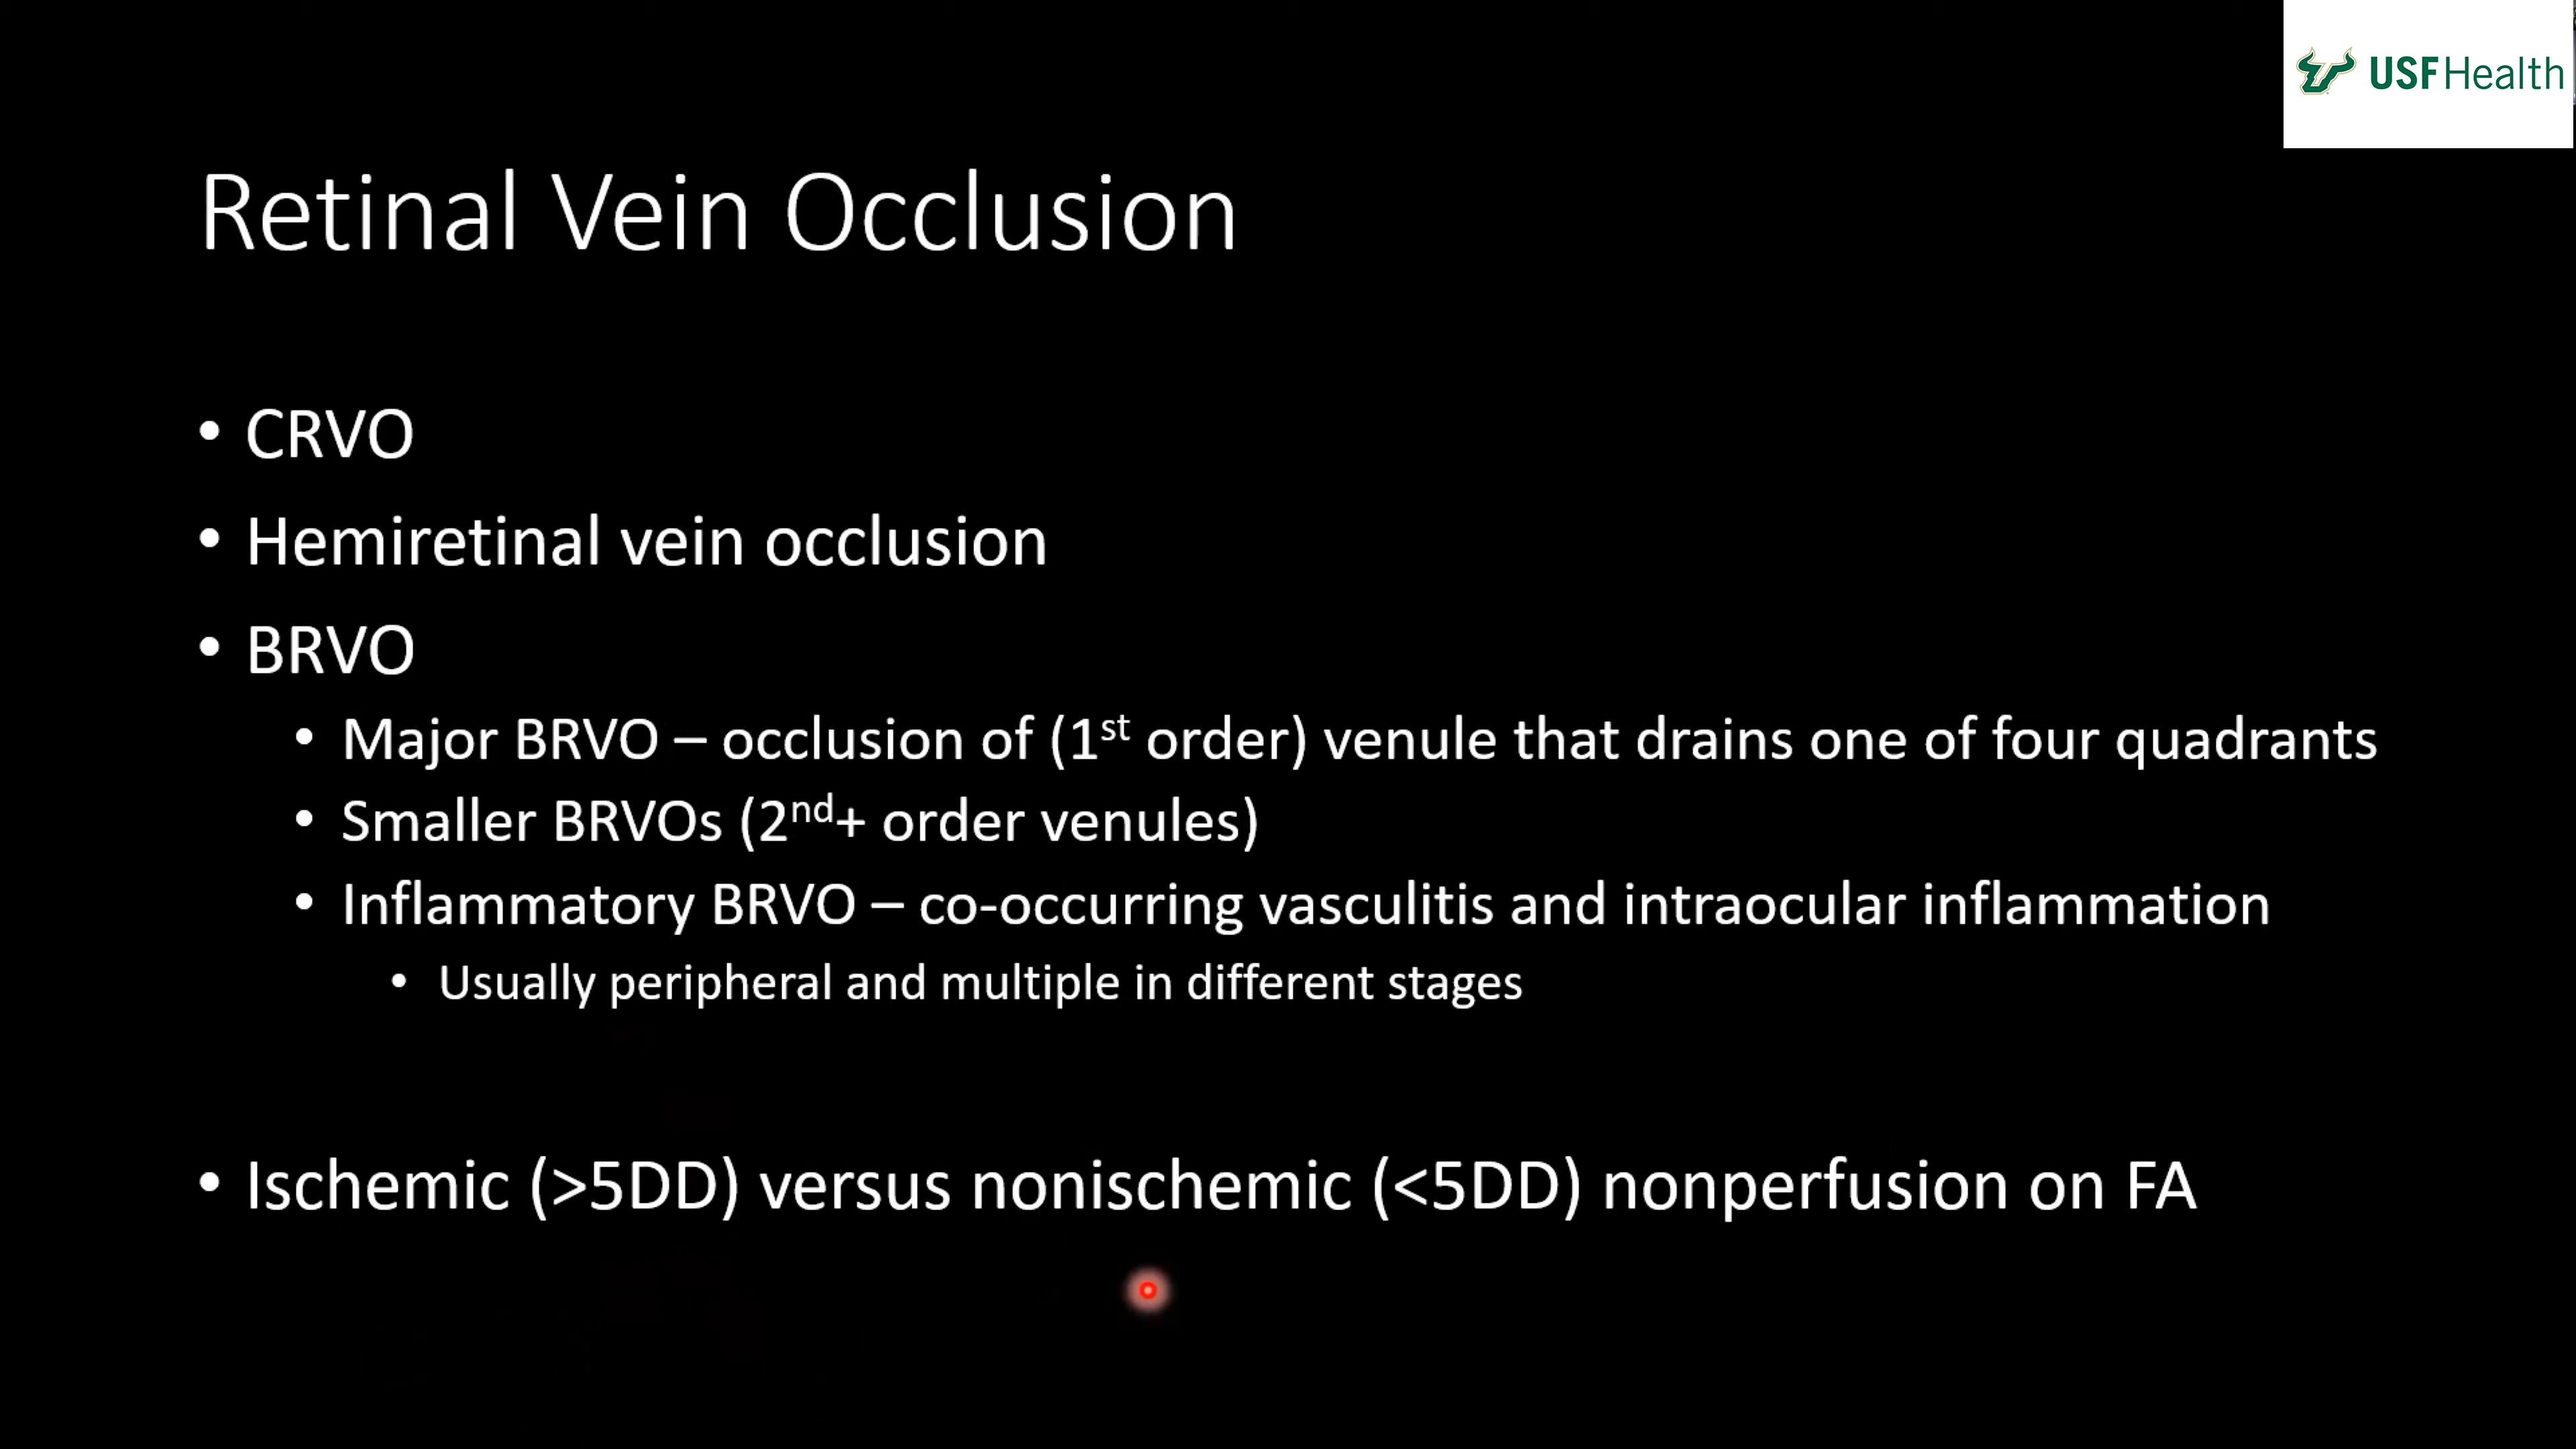 USF Health
Retinal Vein Occlusion
• CRVO
• Hemiretinal vein occlusion
• BRVO
• Major BRVO – occlusion of (1st order) venule that drains one of four quadrants
• Smaller BRVOs (2nd+ order venules)
• Inflammatory BRVO – co-occurring vasculitis and intraocular inflammation
• Usually peripheral and multiple in different stages
• Ischemic (>5DD) versus nonischemic (<5DD) nonperfusion on FA